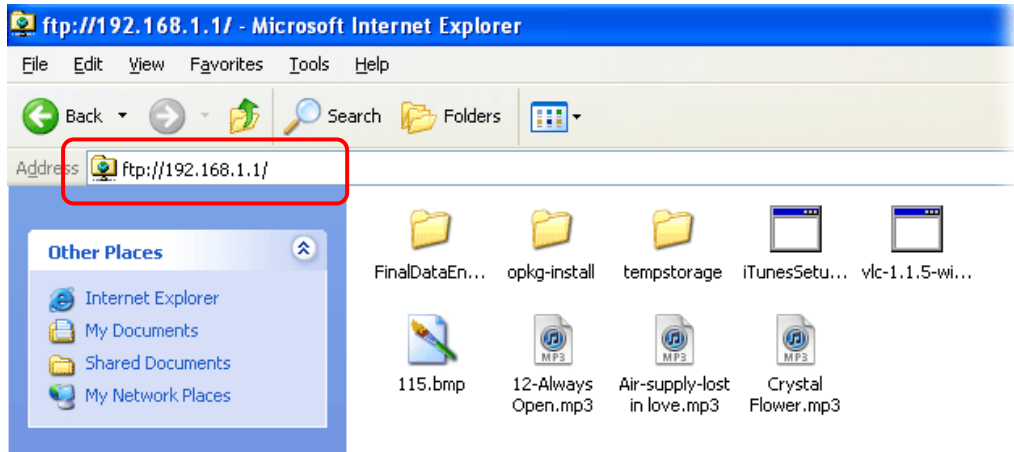 ftp://192.168.1.1/ - Microsoft Internet Explorer
File Edit View Favorites Tools Help
Back Search Folders
Address ftp://192.168.1.1/
Other Places
Internet Explorer
My Documents
Shared Documents
My Network Places
FinalDataEn... opkg-install tempstorage iTunesSetu... vlc-1.1.5-wi...
MP3 MP3 MP3
115.bmp 12-Always Air-supply-lost Crystal
Open.mp3 in love.mp3 Flower.mp3